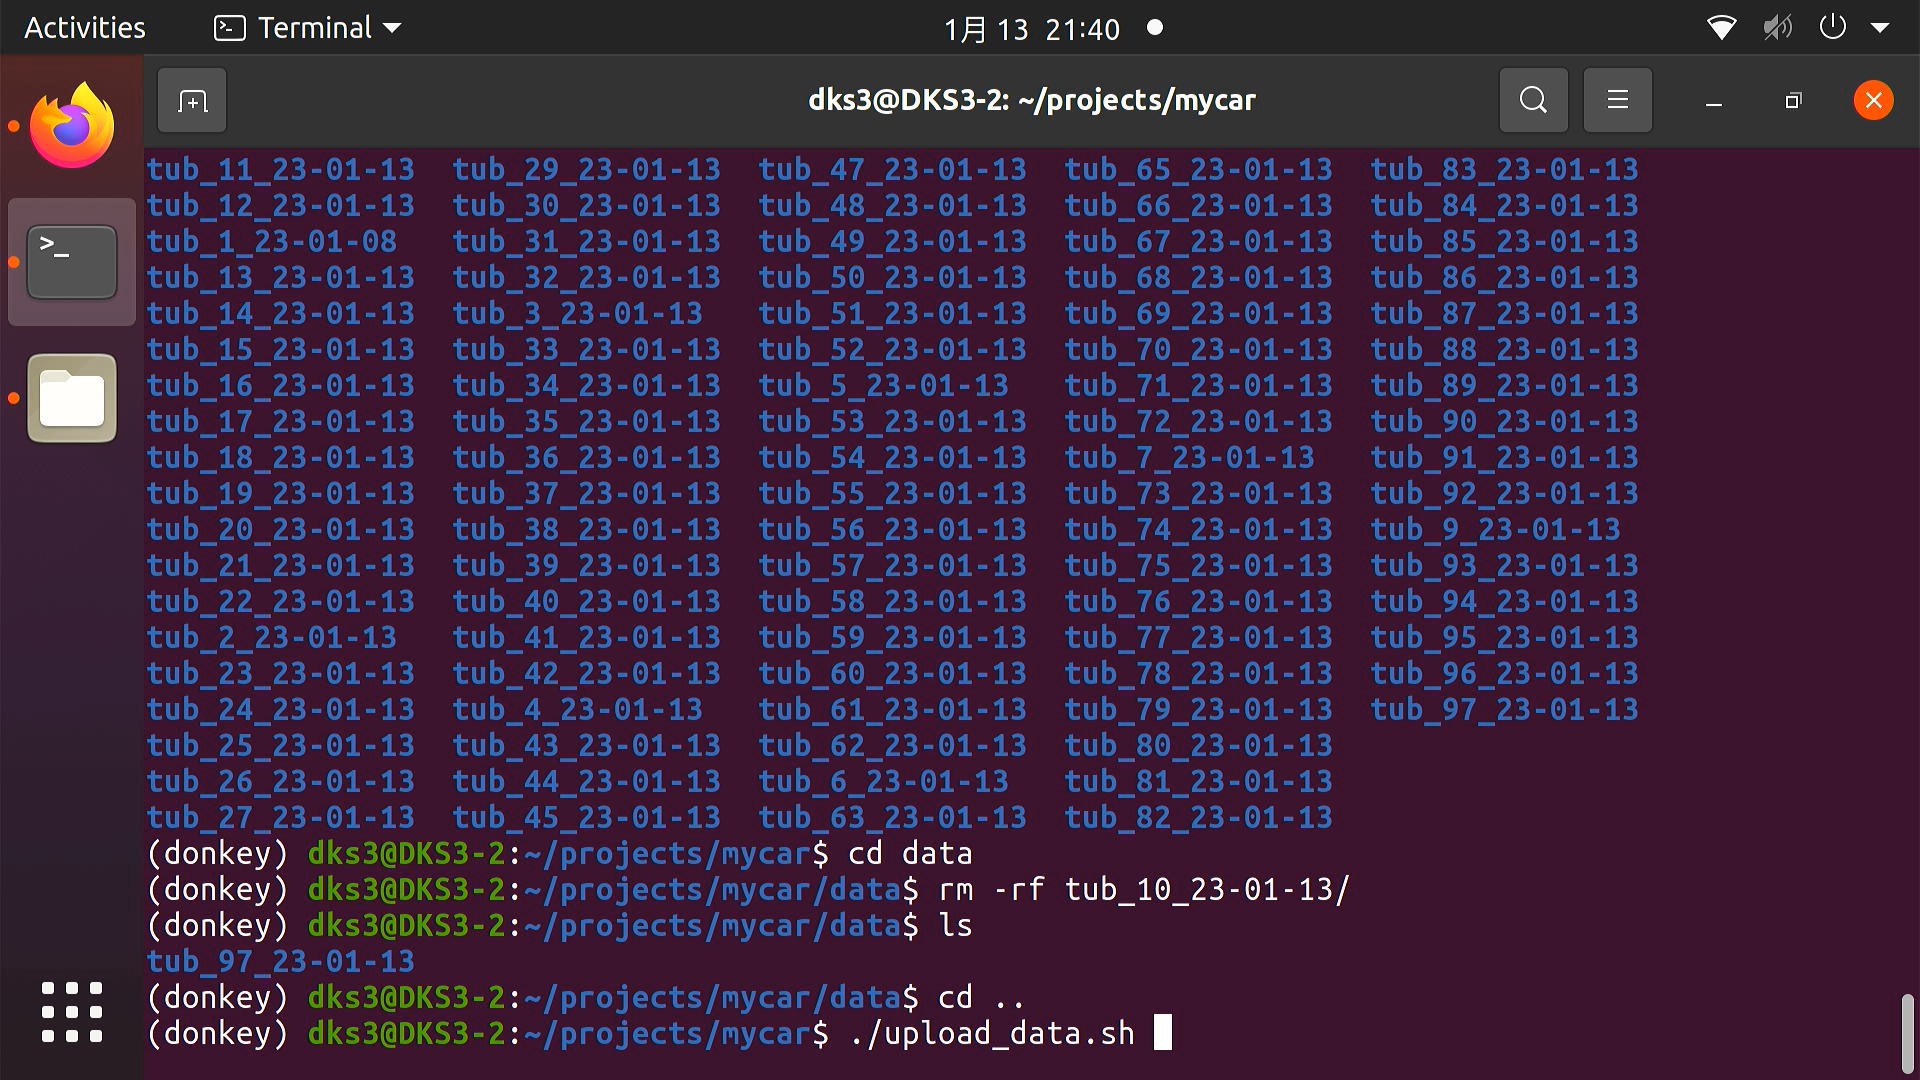 Activities Terminal 1月 13 21:40
dks3@DKS3-2: ~/projects/mycar
tub_11_23-01-13 tub_29_23-01-13 tub_47_23-01-13 tub_65_23-01-13 tub_83_23-01-13
tub_12_23-01-13 tub_30_23-01-13 tub_48_23-01-13 tub_66_23-01-13 tub_84_23-01-13
tub_1_23-01-08 tub_31_23-01-13 tub_49_23-01-13 tub_67_23-01-13 tub_85_23-01-13
tub_13_23-01-13 tub_32_23-01-13 tub_50_23-01-13 tub_68_23-01-13 tub_86_23-01-13
tub_14_23-01-13 tub_3_23-01-13 tub_51_23-01-13 tub_69_23-01-13 tub_87_23-01-13
tub_15_23-01-13 tub_33_23-01-13 tub_52_23-01-13 tub_70_23-01-13 tub_88_23-01-13
tub_16_23-01-13 tub_34_23-01-13 tub_5_23-01-13 tub_71_23-01-13 tub_89_23-01-13
tub_17_23-01-13 tub_35_23-01-13 tub_53_23-01-13 tub_72_23-01-13 tub_90_23-01-13
tub_18_23-01-13 tub_36_23-01-13 tub_54_23-01-13 tub_7_23-01-13 tub_91_23-01-13
tub_19_23-01-13 tub_37_23-01-13 tub_55_23-01-13 tub_73_23-01-13 tub_92_23-01-13
tub_20_23-01-13 tub_38_23-01-13 tub_56_23-01-13 tub_74_23-01-13 tub_9_23-01-13
tub_21_23-01-13 tub_39_23-01-13 tub_57_23-01-13 tub_75_23-01-13 tub_93_23-01-13
tub_22_23-01-13 tub_40_23-01-13 tub_58_23-01-13 tub_76_23-01-13 tub_94_23-01-13
tub_2_23-01-13 tub_41_23-01-13 tub_59_23-01-13 tub_77_23-01-13 tub_95_23-01-13
tub_23_23-01-13 tub_42_23-01-13 tub_60_23-01-13 tub_78_23-01-13 tub_96_23-01-13
tub_24_23-01-13 tub_4_23-01-13 tub_61_23-01-13 tub_79_23-01-13 tub_97_23-01-13
tub_25_23-01-13 tub_43_23-01-13 tub_62_23-01-13 tub_80_23-01-13
tub_26_23-01-13 tub_44_23-01-13 tub_6_23-01-13 tub_81_23-01-13
tub_27_23-01-13 tub_45_23-01-13 tub_63_23-01-13 tub_82_23-01-13
(donkey) dks3@DKS3-2:~/projects/mycar$ cd data
(donkey) dks3@DKS3-2:~/projects/mycar/data$ rm -rf tub_10_23-01-13/
(donkey) dks3@DKS3-2:~/projects/mycar/data$ ls
tub_97_23-01-13
(donkey) dks3@DKS3-2:~/projects/mycar/data$ cd ..
(donkey) dks3@DKS3-2:~/projects/mycar$ ./upload_data.sh